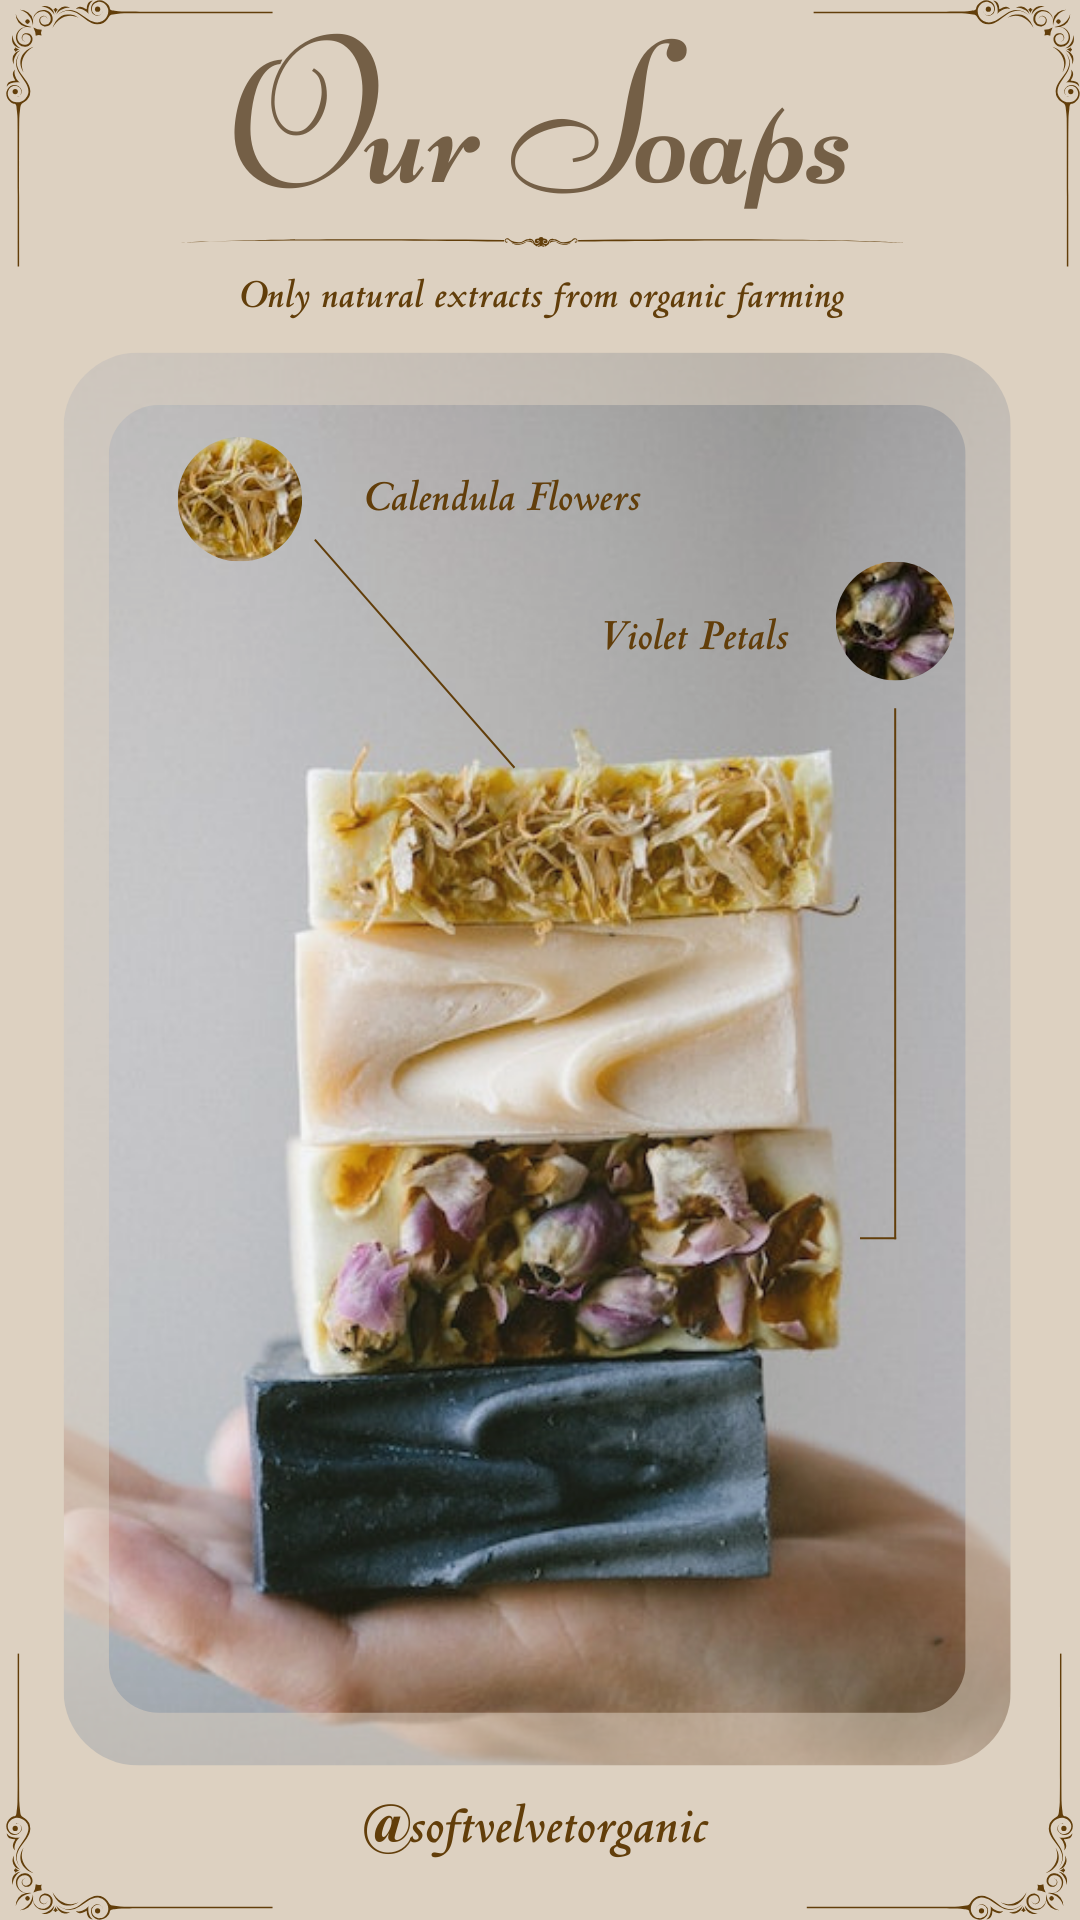 Our Soaps
Only natural extracts from organic farming
Calendula Flowers
Violet Petals
@softvelvetorganic